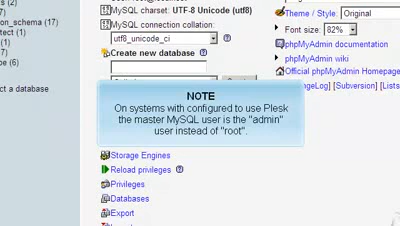 s (2)
17)
on_schema (17)
tect (1)
(1)
pe (6)
ct a database
MySQL charset: UTF-8 Unicode (utf8)
MySQL connection collation:
utf8_unicode_ci
Create new database
NOTE
On systems with configured to use Plesk
the master MySQL user is the "admin"
user instead of "root".
Storage Engines
Reload privileges
Privileges
Databases
Export
Theme / Style: Original
Font size: 82%
phpMyAdmin documentation
phpMyAdmin wiki
Official phpMyAdmin Homepage
angeLog] [Subversion] [Lists